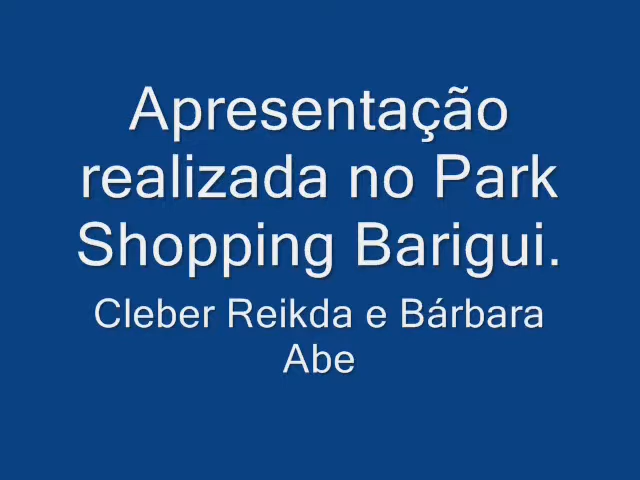 Apresentação
realizada no Park
Shopping Barigui.
Cleber Reikda e Bárbara
Abe